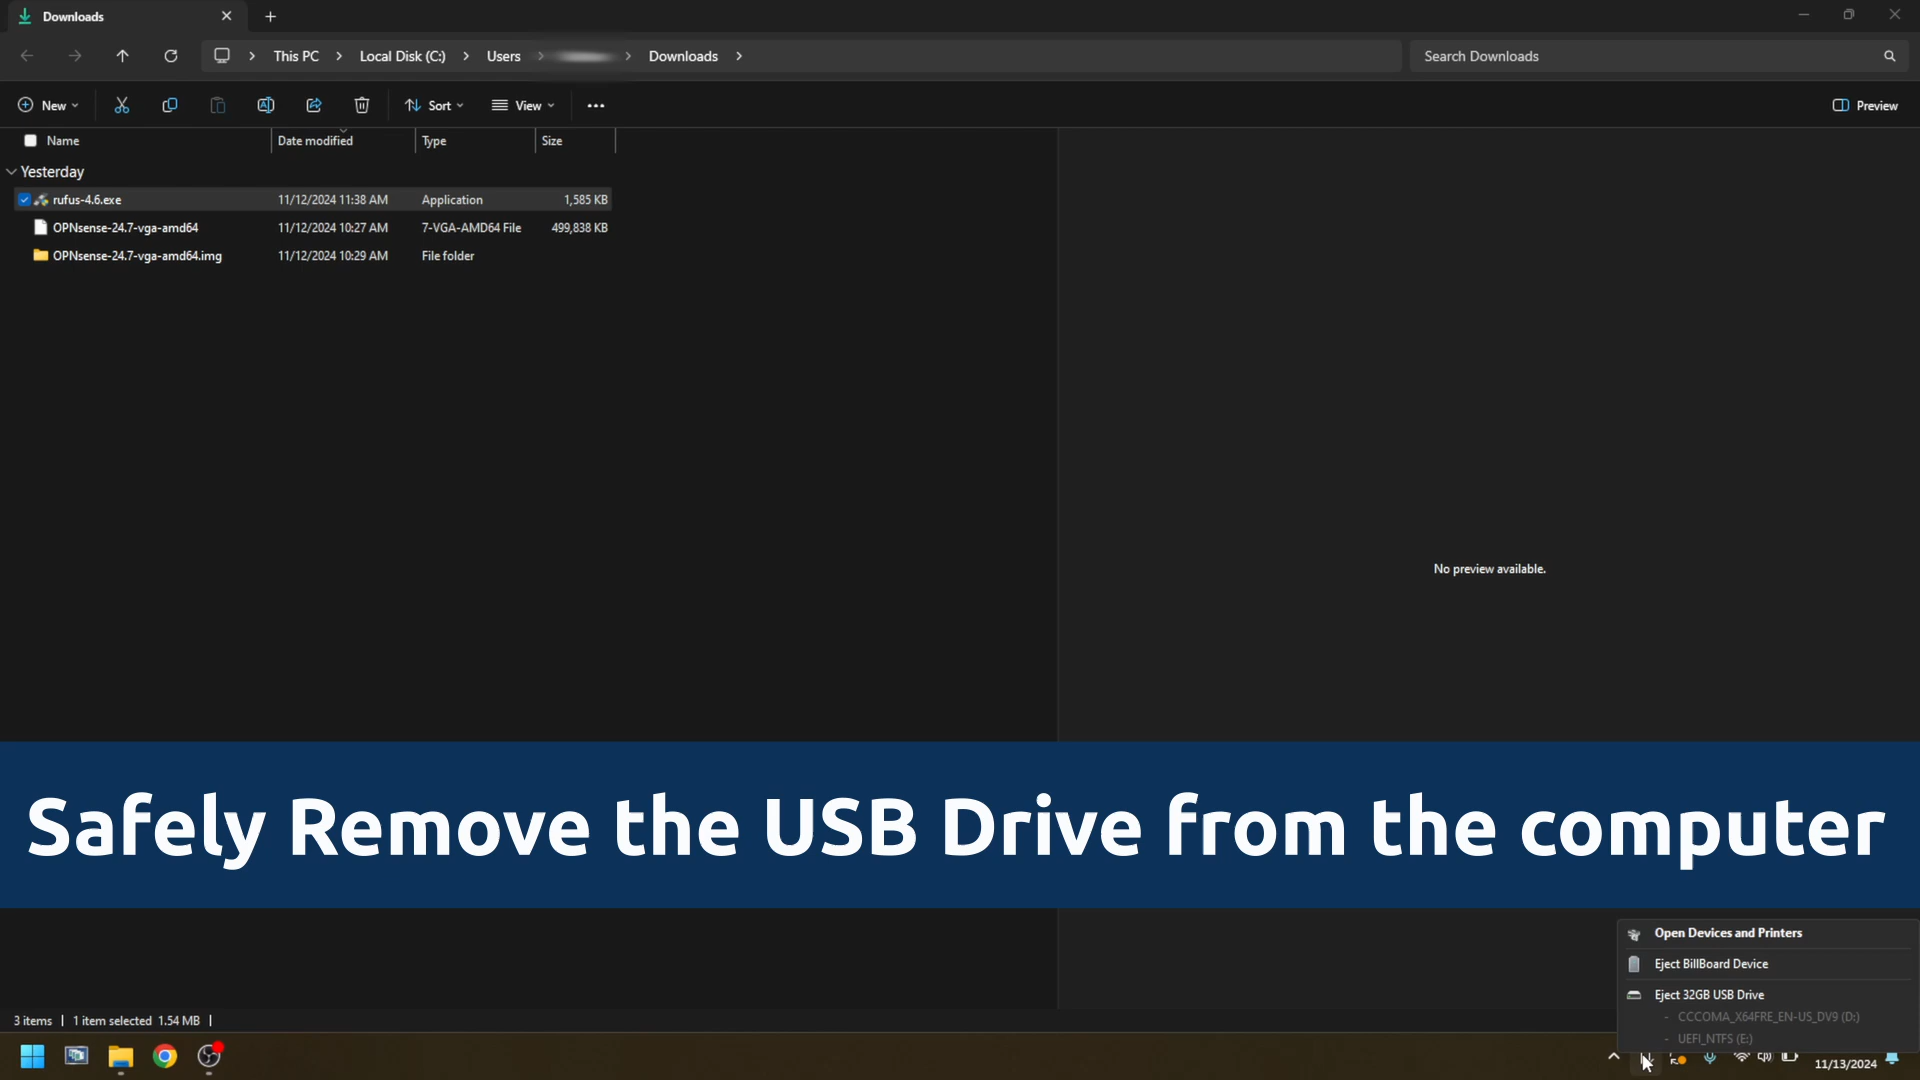 Downloads
This PC
Local Disk (C:)
Users
Downloads
Search Downloads
New
Sort
View
Preview
Name
Date modified
Type
Size
Yesterday
rufus-4.6.exe 11/12/2024 11:38 AM Application 1,585 KB
OPNsense-24.7-vga-amd64 11/12/2024 10:27 AM 7-VGA-AMD64 File 499,838 KB
OPNsense-24.7-vga-amd64.img 11/12/2024 10:29 AM File folder
No preview available.
Safely Remove the USB Drive from the computer
Open Devices and Printers
Eject BillBoard Device
Eject 32GB USB Drive
- CCCOMA_X64FRE_EN-US_DV9 (D:)
- UEFI_NTFS (E:)
3 items | 1 item selected 1.54 MB |
11/13/2024